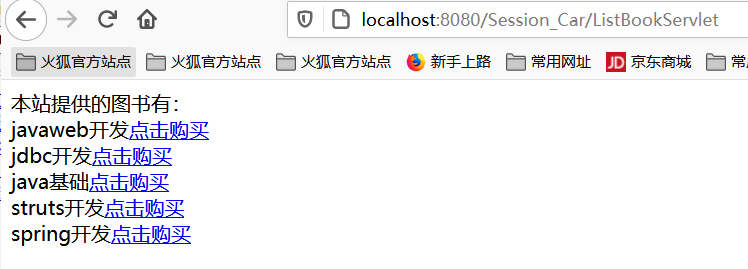 localhost:8080/Session_Car/ListBookServlet
火狐官方站点 火狐官方站点 火狐官方站点 新手上路 常用网址 JD 京东商城 常
本站提供的图书有：
javaweb开发点击购买
jdbc开发点击购买
java基础点击购买
struts开发点击购买
spring开发点击购买